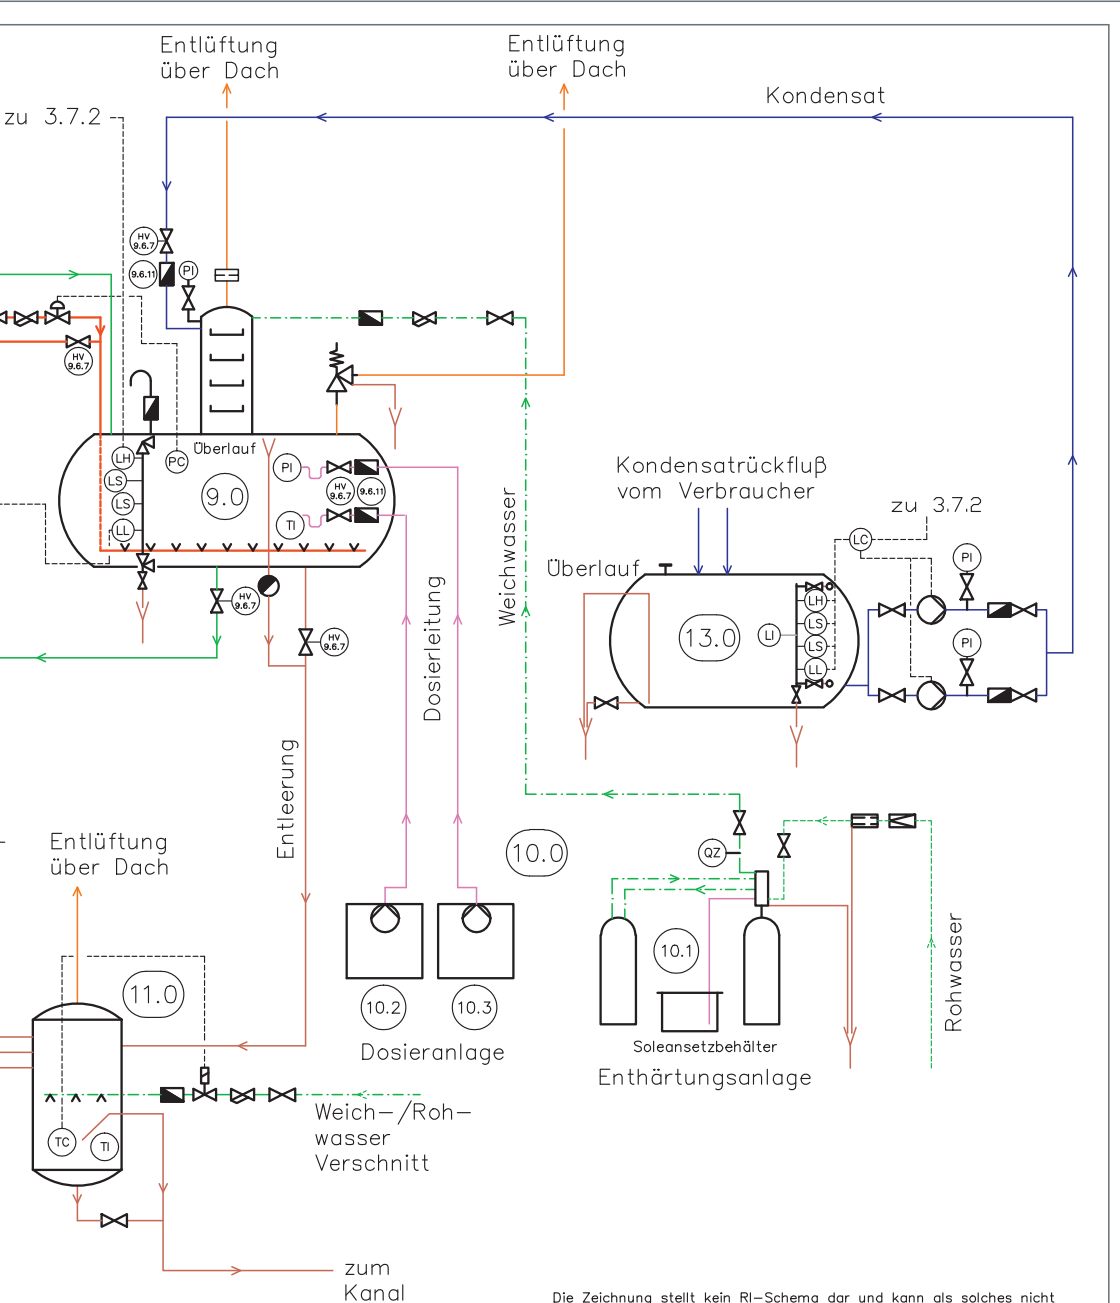 Entlüftung
über Dach
Entlüftung
über Dach
Kondensat
zu 3.7.2
HV
9.6.7
9.6.11
PI
HV
9.6.7
Überlauf
LH
PC
LS
LS
LL
9.0
PI
HV
9.6.7
9.6.11
TI
HV
9.6.7
HV
9.6.7
Kondensatrückfluß
vom Verbraucher
zu 3.7.2
LC
PI
Überlauf
LH
LS
LS
LL
LI
13.0
PI
Weichwasser
Dosierleitung
Entleerung
Entlüftung
über Dach
10.0
QZ
10.1
Rohwasser
11.0
10.2
10.3
Dosieranlage
Soleansetzbehälter
Enthärtungsanlage
Weich-/Roh-
wasser
Verschnitt
TC
TI
zum
Kanal
Die Zeichnung stellt kein RI-Schema dar und kann als solches nicht